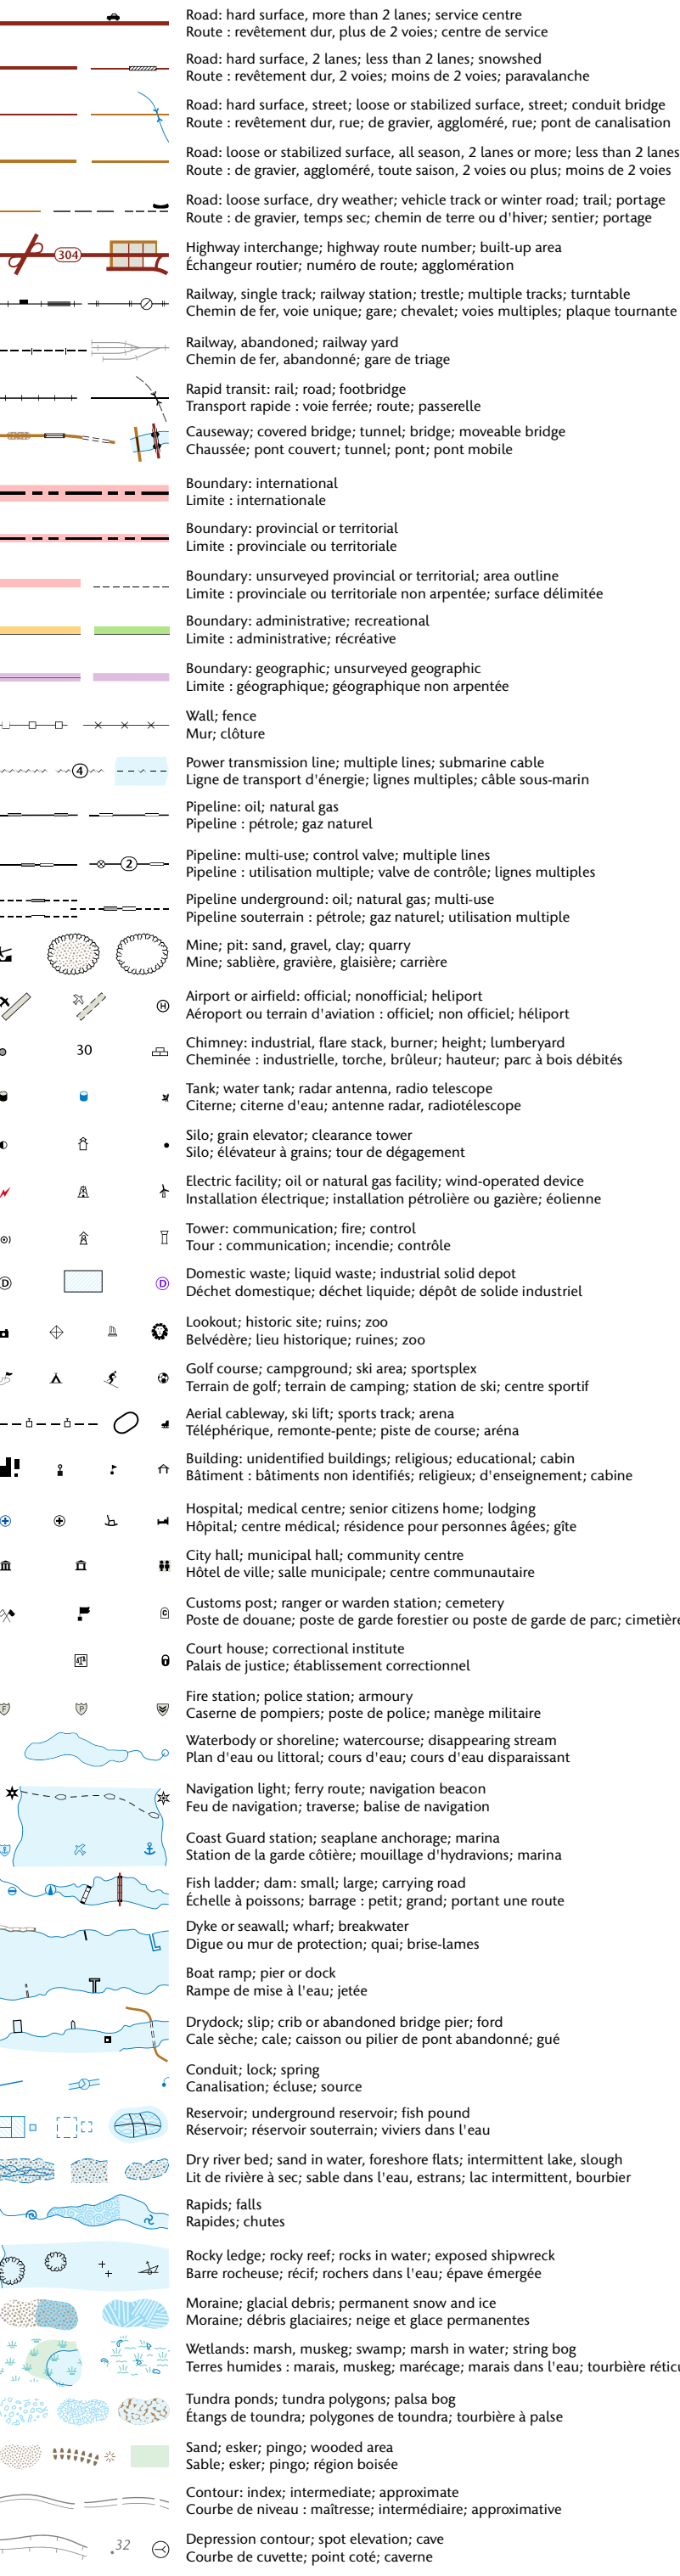 Road: hard surface, more than 2 lanes; service centre
Route : revêtement dur, plus de 2 voies; centre de service
Road: hard surface, 2 lanes; less than 2 lanes; snowshed
Route : revêtement dur, 2 voies; moins de 2 voies; paravalanche
Road: hard surface, street; loose or stabilized surface, street; conduit bridge
Route : revêtement dur, rue; de gravier, aggloméré, rue; pont de canalisation
Road: loose or stabilized surface, all season, 2 lanes or more; less than 2 lanes
Route : de gravier, aggloméré, toute saison, 2 voies ou plus; moins de 2 voies
Road: loose surface, dry weather; vehicle track or winter road; trail; portage
Route : de gravier, temps sec; chemin de terre ou d'hiver; sentier; portage
304
Highway interchange; highway route number; built-up area
Échangeur routier; numéro de route; agglomération
Railway, single track; railway station; trestle; multiple tracks; turntable
Chemin de fer, voie unique; gare; chevalet; voies multiples; plaque tournante
Railway, abandoned; railway yard
Chemin de fer, abandonné; gare de triage
Rapid transit: rail; road; footbridge
Transport rapide : voie ferrée; route; passerelle
Causeway; covered bridge; tunnel; bridge; moveable bridge
Chaussée; pont couvert; tunnel; pont; pont mobile
Boundary: international
Limite : internationale
Boundary: provincial or territorial
Limite : provinciale ou territoriale
Boundary: unsurveyed provincial or territorial; area outline
Limite : provinciale ou territoriale non arpentée; surface délimitée
Boundary: administrative; recreational
Limite : administrative; récréative
Boundary: geographic; unsurveyed geographic
Limite : géographique; géographique non arpentée
Wall; fence
Mur; clôture
4
Power transmission line; multiple lines; submarine cable
Ligne de transport d'énergie; lignes multiples; câble sous-marin
Pipeline: oil; natural gas
Pipeline : pétrole; gaz naturel
2
Pipeline: multi-use; control valve; multiple lines
Pipeline : utilisation multiple; valve de contrôle; lignes multiples
Pipeline underground: oil; natural gas; multi-use
Pipeline souterrain : pétrole; gaz naturel; utilisation multiple
Mine; pit: sand, gravel, clay; quarry
Mine; sablière, gravière, glaisière; carrière
H
Airport or airfield: official; nonofficial; heliport
Aéroport ou terrain d'aviation : officiel; non officiel; héliport
30
Chimney: industrial, flare stack, burner; height; lumberyard
Cheminée : industrielle, torche, brûleur; hauteur; parc à bois débités
Tank; water tank; radar antenna, radio telescope
Citerne; citerne d'eau; antenne radar, radiotélescope
Silo; grain elevator; clearance tower
Silo; élévateur à grains; tour de dégagement
Electric facility; oil or natural gas facility; wind-operated device
Installation électrique; installation pétrolière ou gazière; éolienne
Tower: communication; fire; control
Tour : communication; incendie; contrôle
D D
Domestic waste; liquid waste; industrial solid depot
Déchet domestique; déchet liquide; dépôt de solide industriel
Lookout; historic site; ruins; zoo
Belvédère; lieu historique; ruines; zoo
Golf course; campground; ski area; sportsplex
Terrain de golf; terrain de camping; station de ski; centre sportif
Aerial cableway, ski lift; sports track; arena
Téléphérique, remonte-pente; piste de course; aréna
Building: unidentified buildings; religious; educational; cabin
Bâtiment : bâtiments non identifiés; religieux; d'enseignement; cabine
Hospital; medical centre; senior citizens home; lodging
Hôpital; centre médical; résidence pour personnes âgées; gîte
City hall; municipal hall; community centre
Hôtel de ville; salle municipale; centre communautaire
C
Customs post; ranger or warden station; cemetery
Poste de douane; poste de garde forestier ou poste de garde de parc; cimetière
Court house; correctional institute
Palais de justice; établissement correctionnel
F P
Fire station; police station; armoury
Caserne de pompiers; poste de police; manège militaire
Waterbody or shoreline; watercourse; disappearing stream
Plan d'eau ou littoral; cours d'eau; cours d'eau disparaissant
Navigation light; ferry route; navigation beacon
Feu de navigation; traverse; balise de navigation
Coast Guard station; seaplane anchorage; marina
Station de la garde côtière; mouillage d'hydravions; marina
Fish ladder; dam: small; large; carrying road
Échelle à poissons; barrage : petit; grand; portant une route
Dyke or seawall; wharf; breakwater
Digue ou mur de protection; quai; brise-lames
Boat ramp; pier or dock
Rampe de mise à l'eau; jetée
Drydock; slip; crib or abandoned bridge pier; ford
Cale sèche; cale; caisson ou pilier de pont abandonné; gué
Conduit; lock; spring
Canalisation; écluse; source
Reservoir; underground reservoir; fish pound
Réservoir; réservoir souterrain; viviers dans l'eau
Dry river bed; sand in water, foreshore flats; intermittent lake, slough
Lit de rivière à sec; sable dans l'eau, estrans; lac intermittent, bourbier
Rapids; falls
Rapides; chutes
Rocky ledge; rocky reef; rocks in water; exposed shipwreck
Barre rocheuse; récif; rochers dans l'eau; épave émergée
Moraine; glacial debris; permanent snow and ice
Moraine; débris glaciaires; neige et glace permanentes
Wetlands: marsh, muskeg; swamp; marsh in water; string bog
Terres humides : marais, muskeg; marécage; marais dans l'eau; tourbière
Tundra ponds; tundra polygons; palsa bog
Étangs de toundra; polygones de toundra; tourbière à palse
Sand; esker; pingo; wooded area
Sable; esker; pingo; région boisée
Contour: index; intermediate; approximate
Courbe de niveau : maîtresse; intermédiaire; approximative
.32
Depression contour; spot elevation; cave
Courbe de cuvette; point coté; caverne